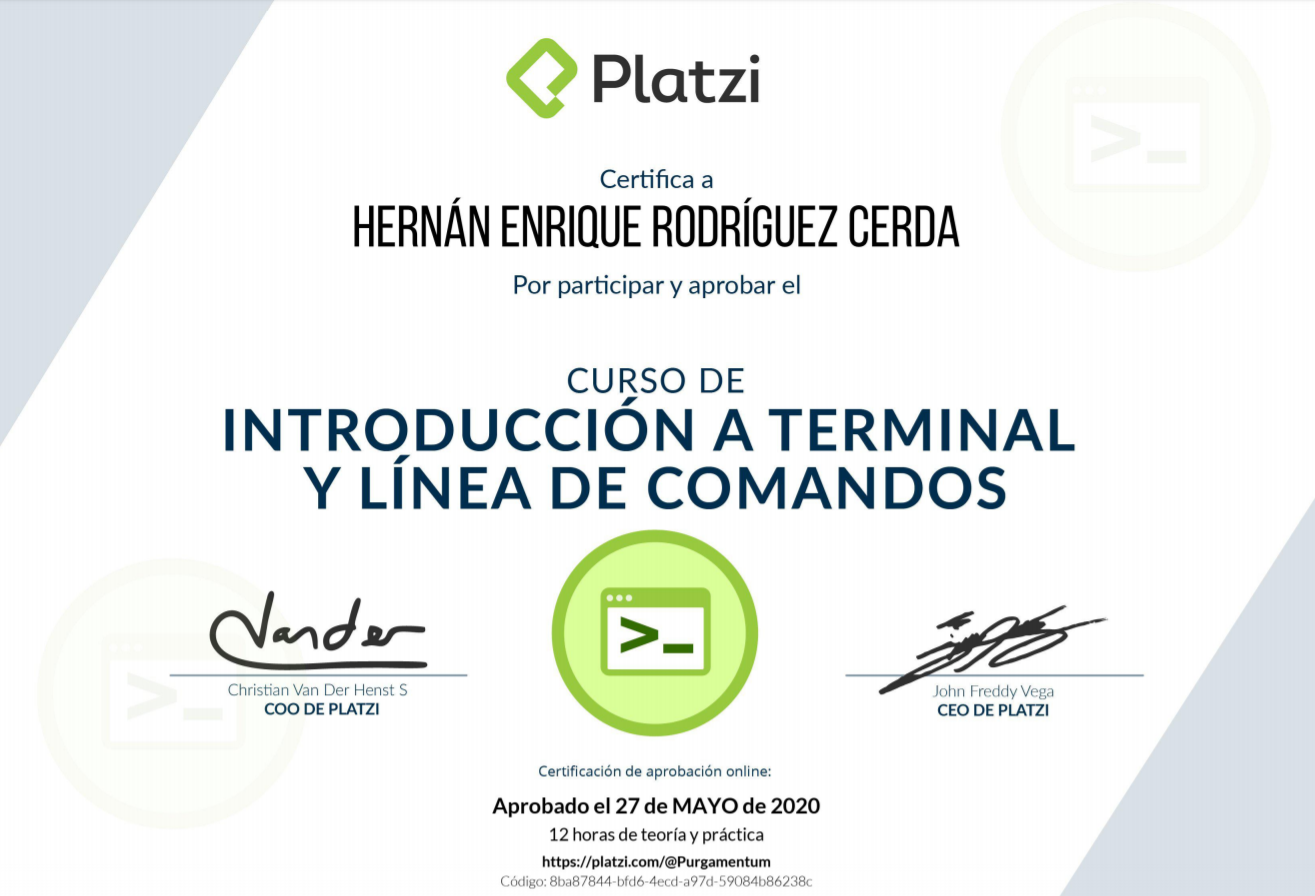 Platzi
Certifica a
HERNÁN ENRIQUE RODRÍGUEZ CERDA
Por participar y aprobar el
CURSO DE
INTRODUCCIÓN A TERMINAL
Y LÍNEA DE COMANDOS
>_
Vander
Christian Van Der Henst S
COO DE PLATZI
John Freddy Vega
CEO DE PLATZI
Certificación de aprobación online:
Aprobado el 27 de MAYO de 2020
12 horas de teoría y práctica
https://platzi.com/@Purgamentum
Código: 8ba87844-bfd6-4ecd-a97d-59084b86238c